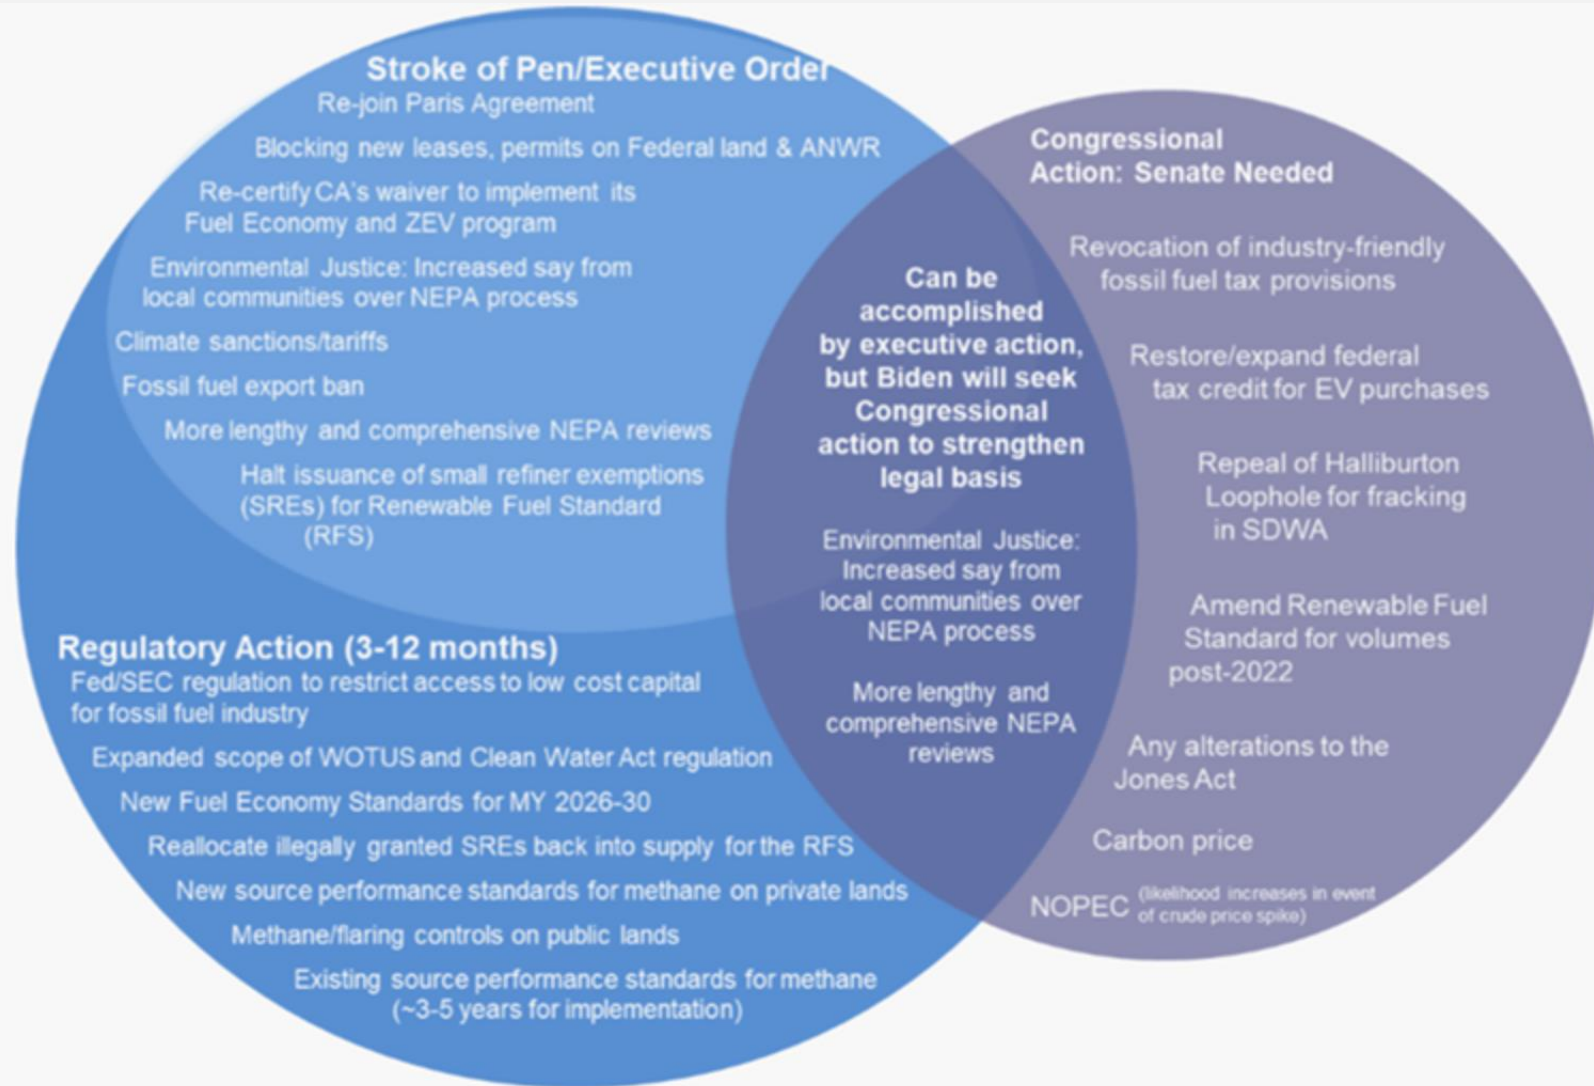 Stroke of Pen/Executive Order
Re-join Paris Agreement
Blocking new leases, permits on Federal land & ANWR
Re-certify CA's waiver to implement its
Fuel Economy and ZEV program
Environmental Justice: Increased say from
local communities over NEPA process
Climate sanctions/tariffs
Fossil fuel export ban
More lengthy and comprehensive NEPA reviews
Halt issuance of small refiner exemptions
(SREs) for Renewable Fuel Standard
(RFS)
Regulatory Action (3-12 months)
Fed/SEC regulation to restrict access to low cost capital
for fossil fuel industry
Expanded scope of WOTUS and Clean Water Act regulation
New Fuel Economy Standards for MY 2026-30
Reallocate illegally granted SREs back into supply for the RFS
New source performance standards for methane on private lands
Methane/flaring controls on public lands
Existing source performance standards for methane
(~3-5 years for implementation)
Can be
accomplished
by executive action,
but Biden will seek
Congressional
action to strengthen
legal basis
Environmental Justice:
Increased say from
local communities over
NEPA process
More lengthy and
comprehensive NEPA
reviews
Congressional
Action: Senate Needed
Revocation of industry-friendly
fossil fuel tax provisions
Restore/expand federal
tax credit for EV purchases
Repeal of Halliburton
Loophole for fracking
in SDWA
Amend Renewable Fuel
Standard for volumes
post-2022
Any alterations to the
Jones Act
Carbon price
NOPEC (likelihood increases in event
of crude price spike)